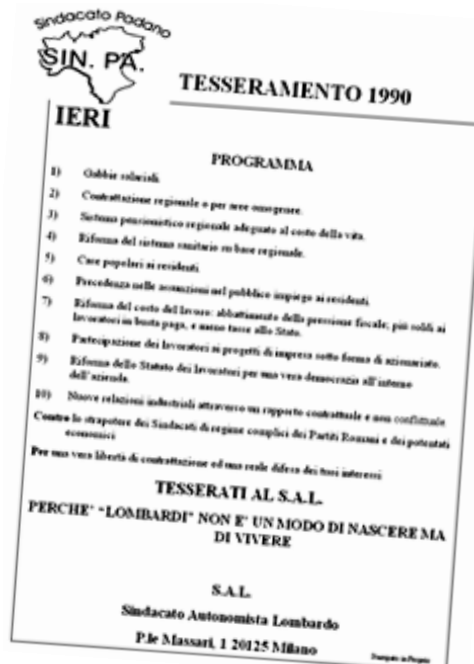 Sindacato Padano
SIN. PA.
TESSERAMENTO 1990
IERI
PROGRAMMA
1) Gabbie salariali.
2) Contrattazione regionale o per aree omogenee.
3) Sistema pensionistico regionale adeguato al costo della vita.
4) Riforma del sistema sanitario su base regionale.
5) Case popolari ai residenti
6) Precedenza nelle assunzioni nel pubblico impiego ai residenti.
7) Riforma del costo del lavoro: abbattimento della pressione fiscale; più soldi ai
lavoratori in busta paga, e meno tasse allo Stato.
8) Partecipazione dei lavoratori ai progetti di impresa sotto forma di azionariato.
9) Riforma dello Statuto dei lavoratori per una vera democrazia all'interno
dell'azienda.
10) Nuove relazioni industriali attraverso un rapporto contrattuale e non conflittuale
Contro lo strapotere dei Sindacati di regime complici dei Partiti Romani e dei potentati
economici
Per una vera libertà di contrattazione ed una reale difesa dei tuoi interessi
TESSERATI AL S.A.L.
PERCHE' "LOMBARDI" NON E' UN MODO DI NASCERE MA
DI VIVERE
S.A.L.
Sindacato Autonomista Lombardo
P.le Massari, 1 20125 Milano